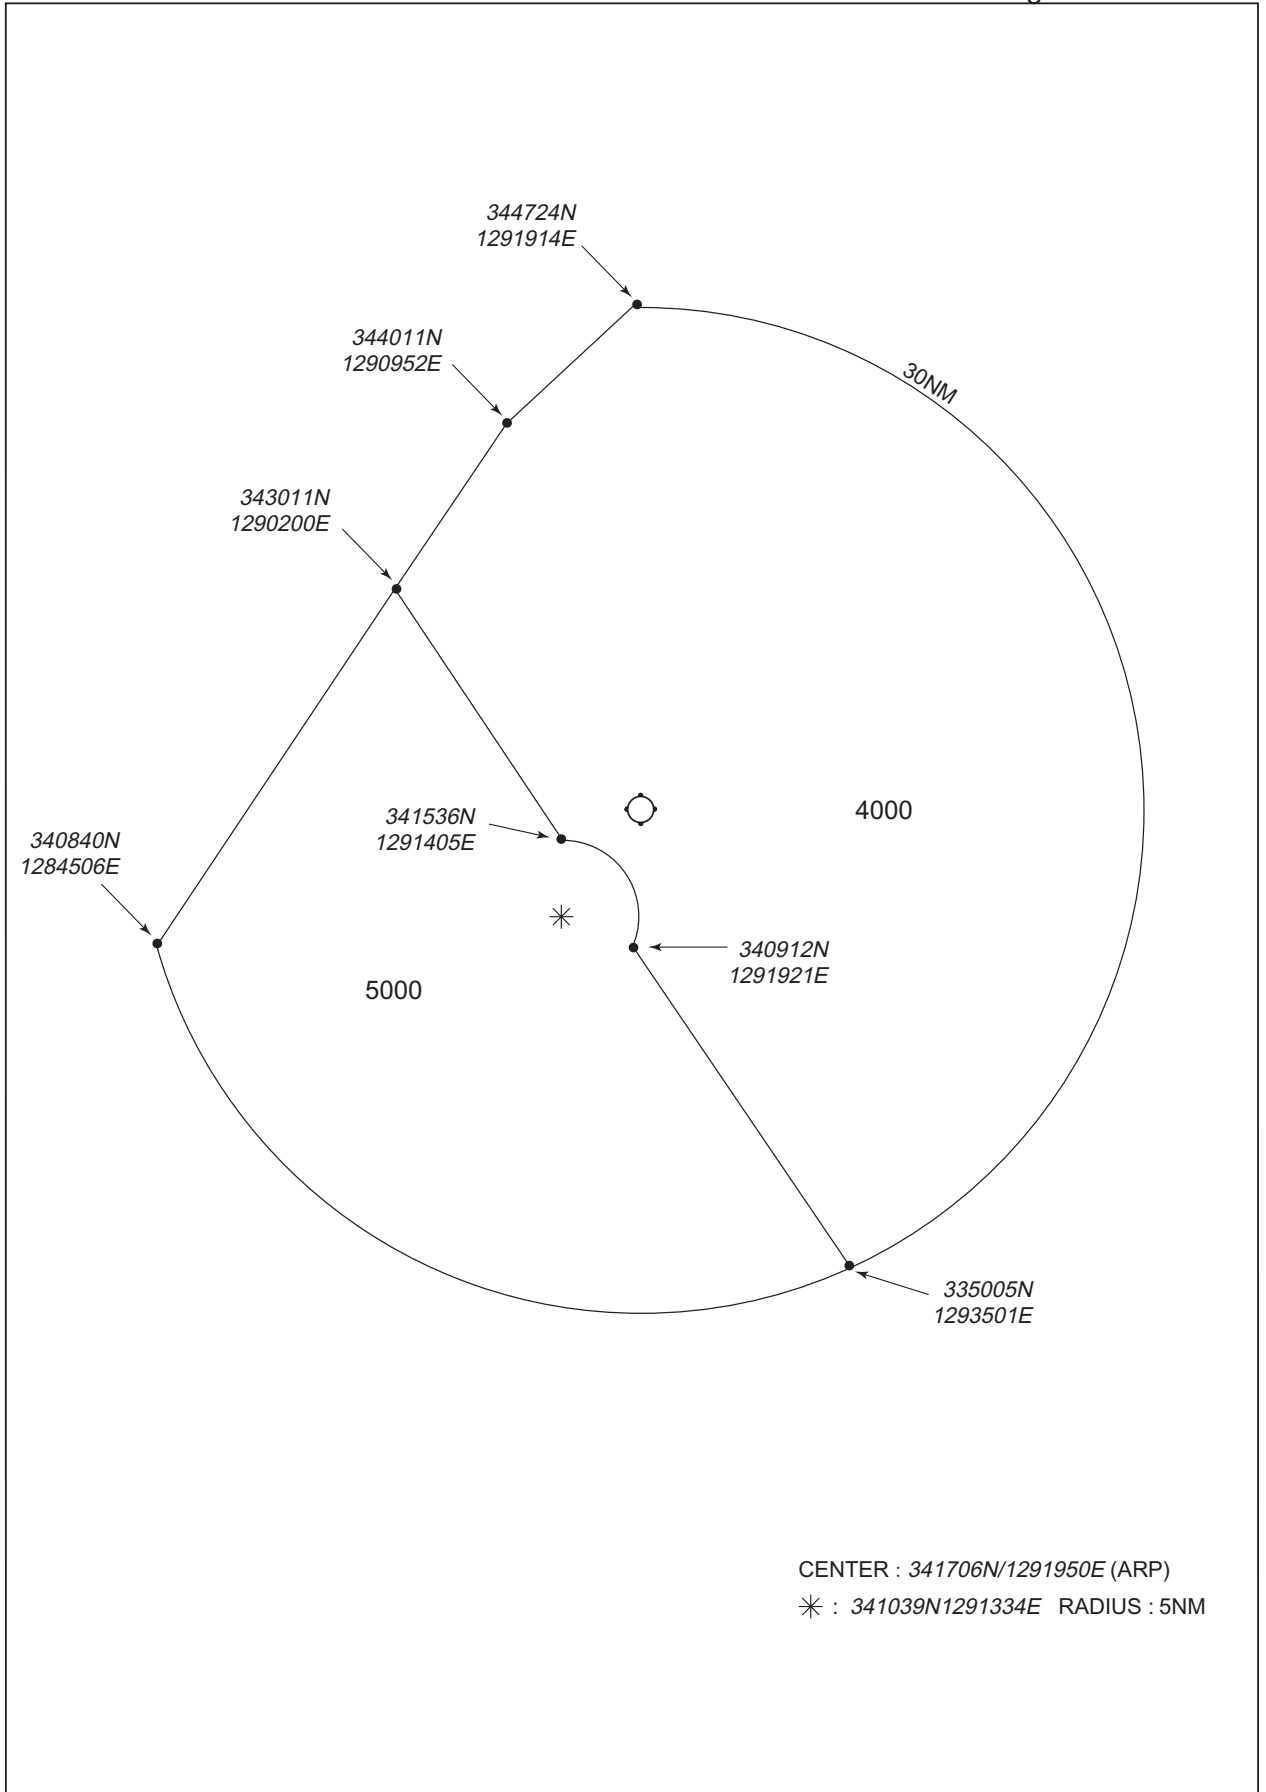 344724N
1291914E
344011N
1290952E
30NM
343011N
1290200E
341536N
1291405E
4000
340840N
1284506E
340912N
1291921E
5000
335005N
1293501E
CENTER : 341706N/1291950E (ARP)
: 341039N1291334E RADIUS : 5NM